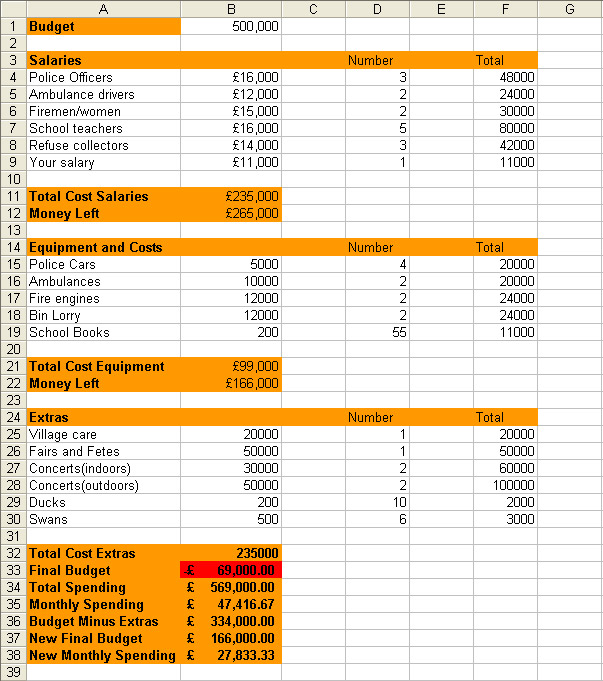 A B C D E F G
1 Budget 500,000
2
3 Salaries Number Total
4 Police Officers £16,000 3 48000
5 Ambulance drivers £12,000 2 24000
6 Firemen/women £15,000 2 30000
7 School teachers £16,000 5 80000
8 Refuse collectors £14,000 3 42000
9 Your salary £11,000 1 11000
10
11 Total Cost Salaries £235,000
12 Money Left £265,000
13
14 Equipment and Costs Number Total
15 Police Cars 5000 4 20000
16 Ambulances 10000 2 20000
17 Fire engines 12000 2 24000
18 Bin Lorry 12000 2 24000
19 School Books 200 55 11000
20
21 Total Cost Equipment £99,000
22 Money Left £166,000
23
24 Extras Number Total
25 Village care 20000 1 20000
26 Fairs and Fetes 50000 1 50000
27 Concerts(indoors) 30000 2 60000
28 Concerts(outdoors) 50000 2 100000
29 Ducks 200 10 2000
30 Swans 500 6 3000
31
32 Total Cost Extras 235000
33 Final Budget -£ 69,000.00
34 Total Spending £ 569,000.00
35 Monthly Spending £ 47,416.67
36 Budget Minus Extras £ 334,000.00
37 New Final Budget £ 166,000.00
38 New Monthly Spending £ 27,833.33
39